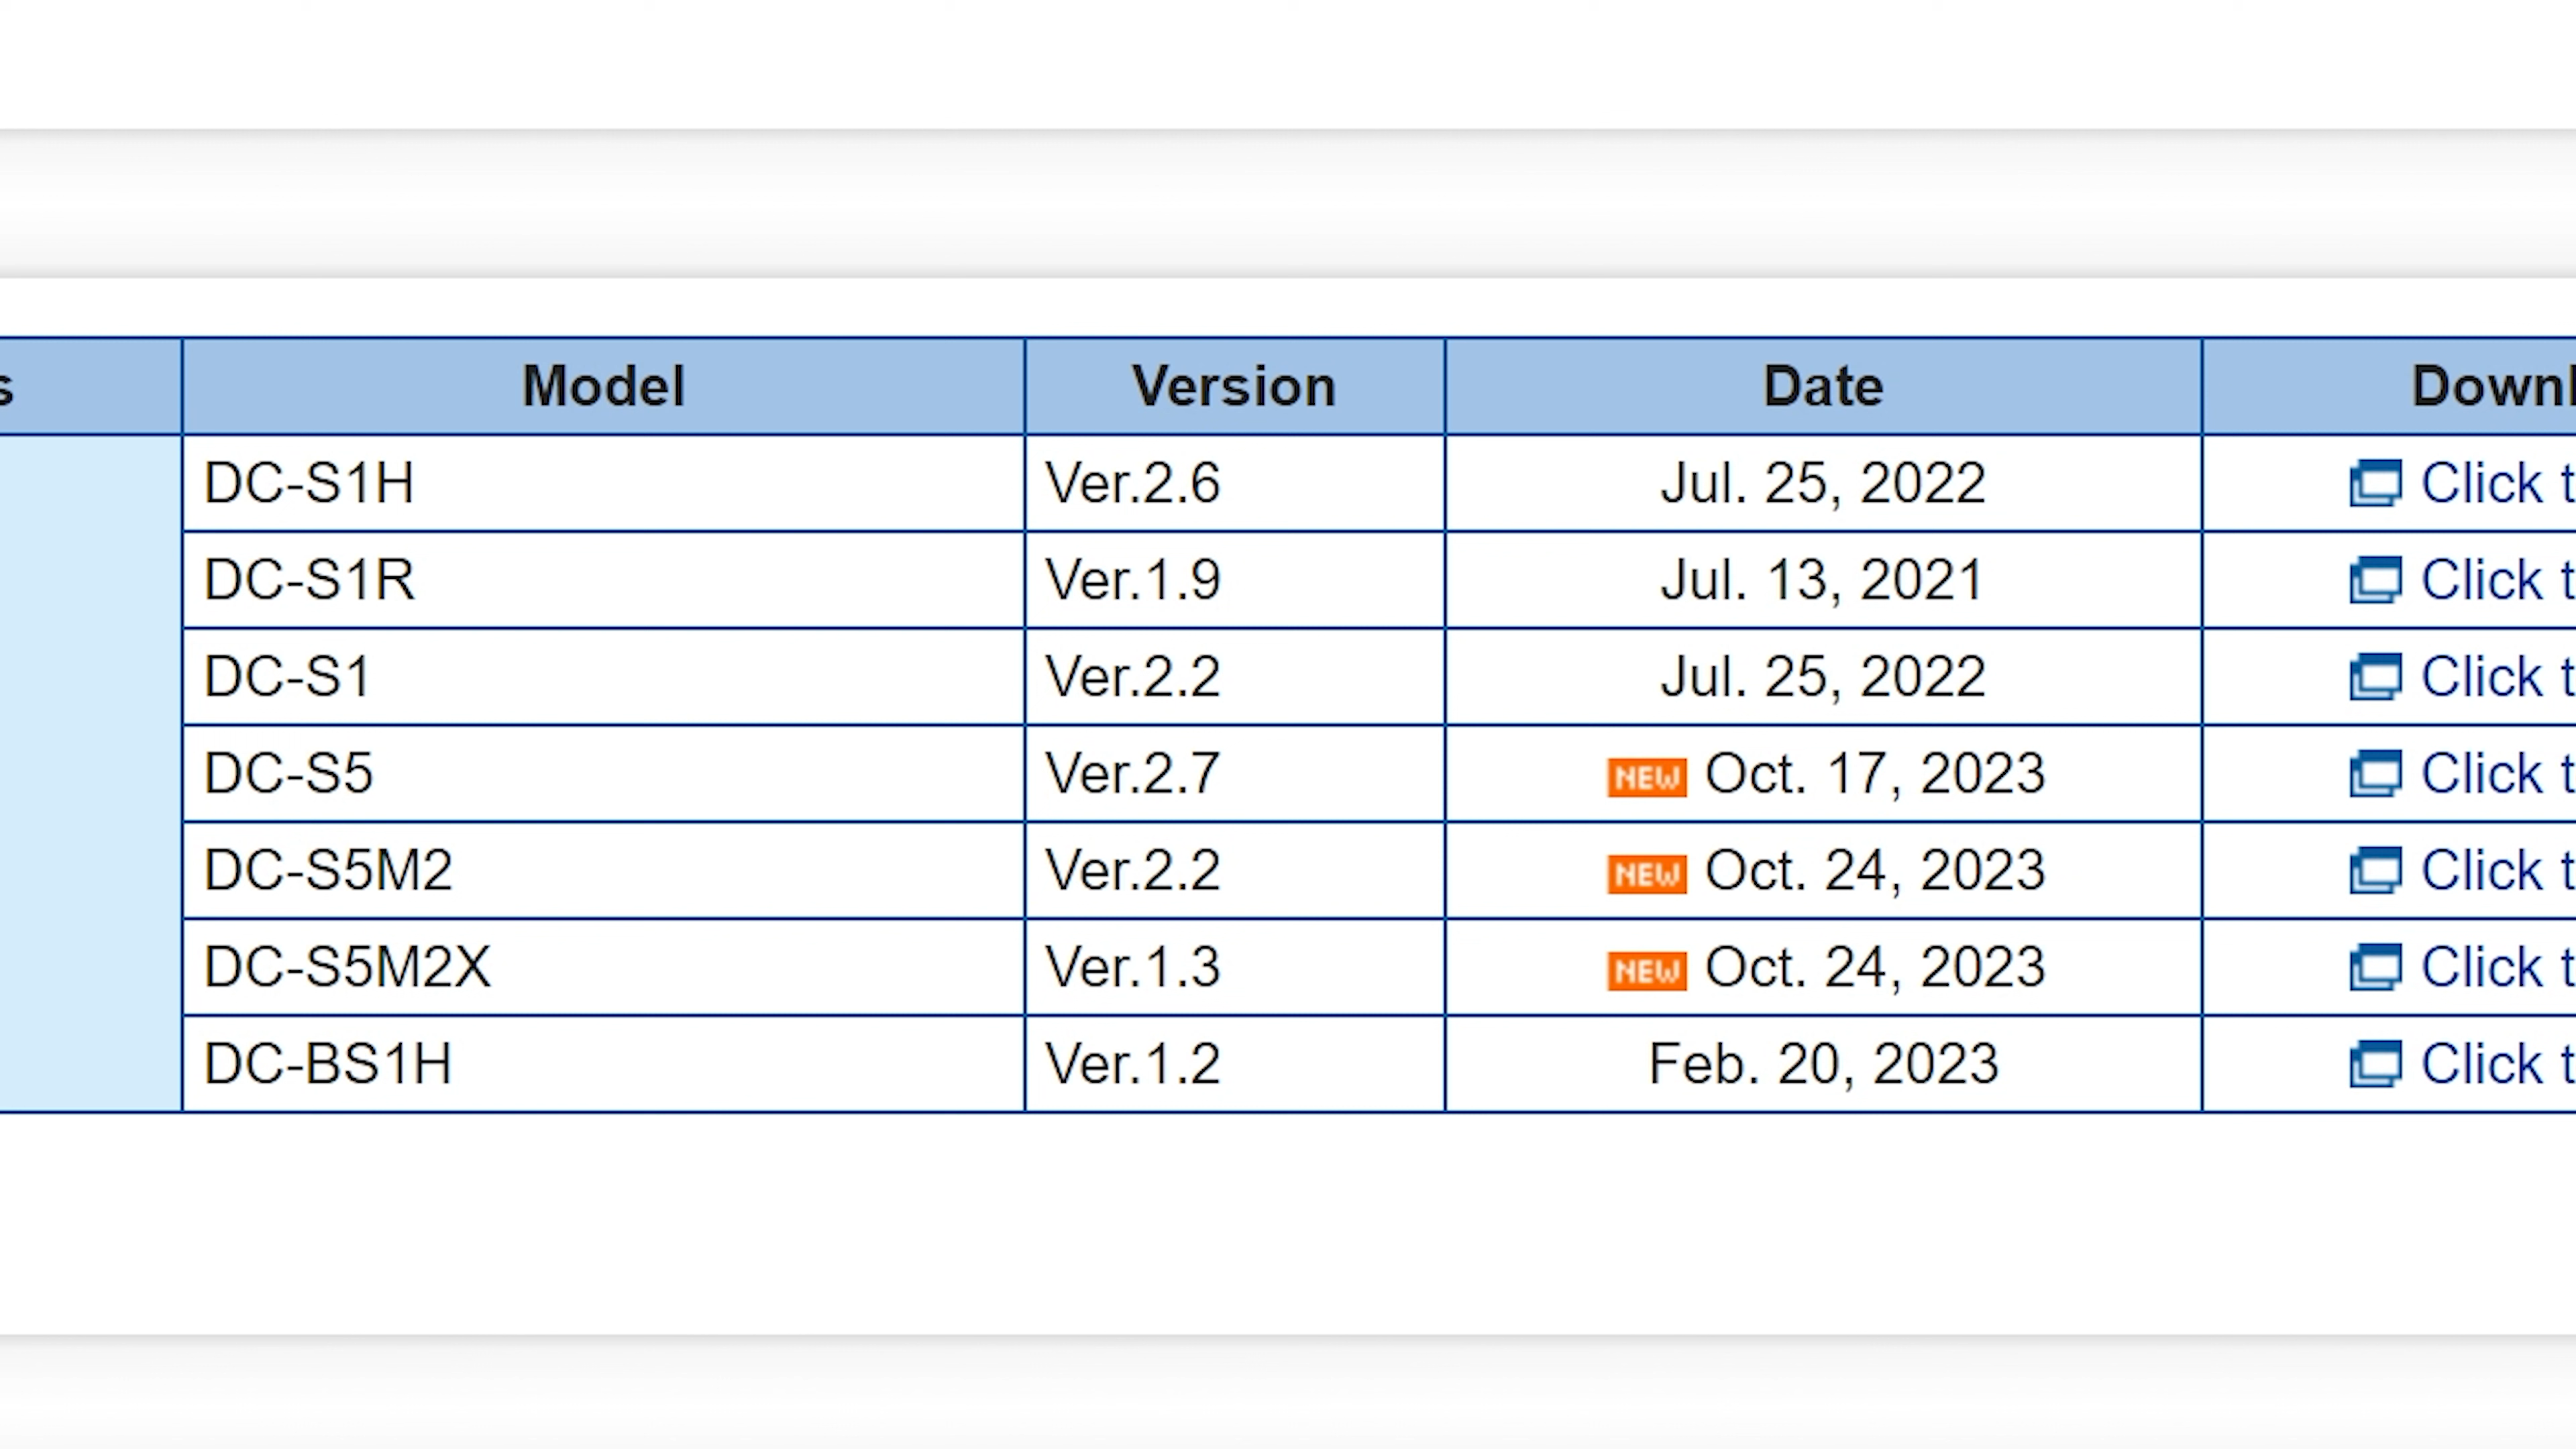 s Model Version Date Downl
DC-S1H Ver.2.6 Jul. 25, 2022 Click t
DC-S1R Ver.1.9 Jul. 13, 2021 Click t
DC-S1 Ver.2.2 Jul. 25, 2022 Click t
DC-S5 Ver.2.7 NEW Oct. 17, 2023 Click t
DC-S5M2 Ver.2.2 NEW Oct. 24, 2023 Click t
DC-S5M2X Ver.1.3 NEW Oct. 24, 2023 Click t
DC-BS1H Ver.1.2 Feb. 20, 2023 Click t